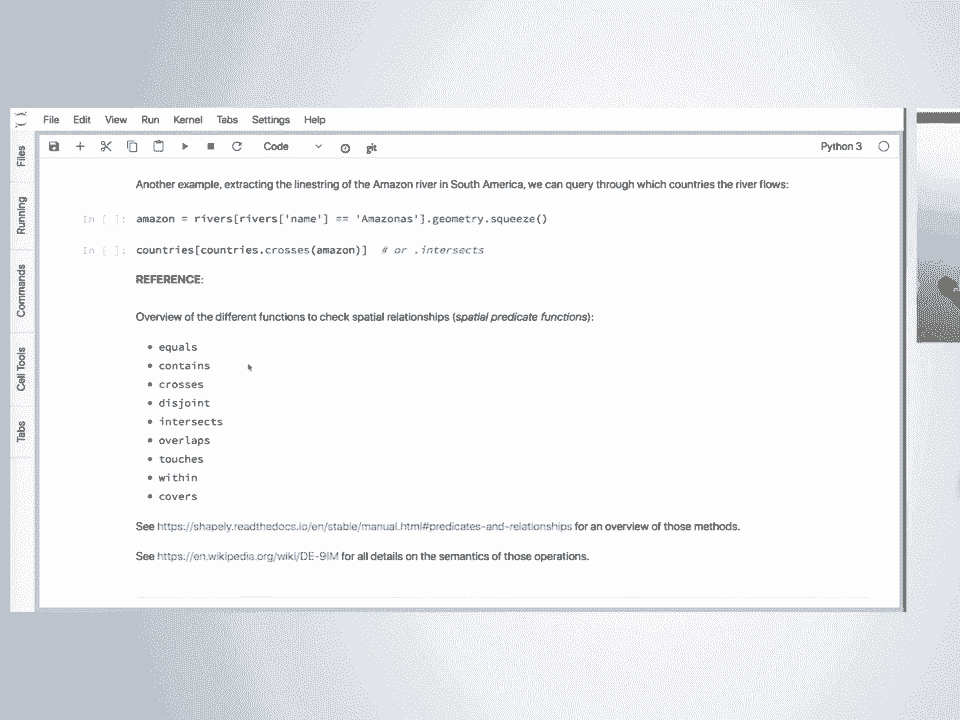 File Edit View Run Kernel Tabs Settings Help
Code Python 3
Files
Running
Commands
Cell Tools
Tabs
Another example, extracting the linestring of the Amazon river in South America, we can query through which countries the river flows:
In [ ]: amazon = rivers[rivers['name'] == 'Amazonas'].geometry.squeeze()
In [ ]: countries[countries.crosses(amazon)]  # or .intersects
REFERENCE:
Overview of the different functions to check spatial relationships (spatial predicate functions):
• equals
• contains
• crosses
• disjoint
• intersects
• overlaps
• touches
• within
• covers
See https://shapely.readthedocs.io/en/stable/manual.html#predicates-and-relationships for an overview of those methods.
See https://en.wikipedia.org/wiki/DE-9IM for all details on the semantics of those operations.